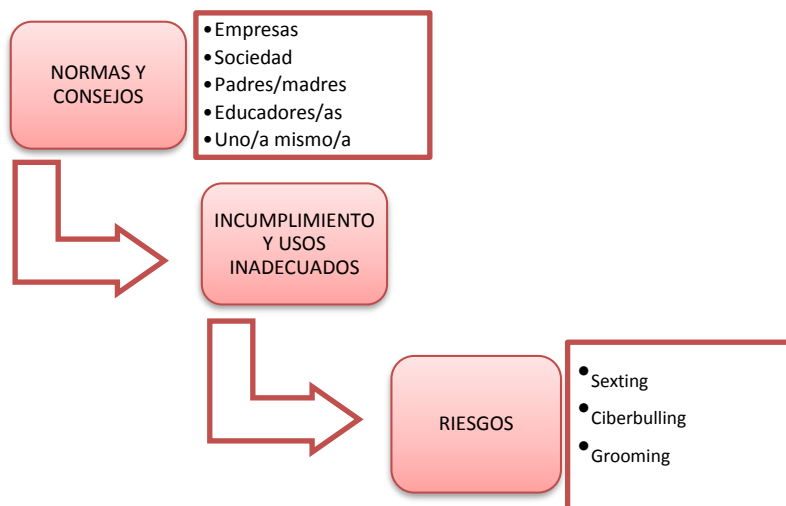 NORMAS Y
CONSEJOS
•Empresas
•Sociedad
•Padres/madres
•Educadores/as
•Uno/a mismo/a
INCUMPLIMIENTO
Y USOS
INADECUADOS
RIESGOS
•Sexting
•Ciberbulling
•Grooming